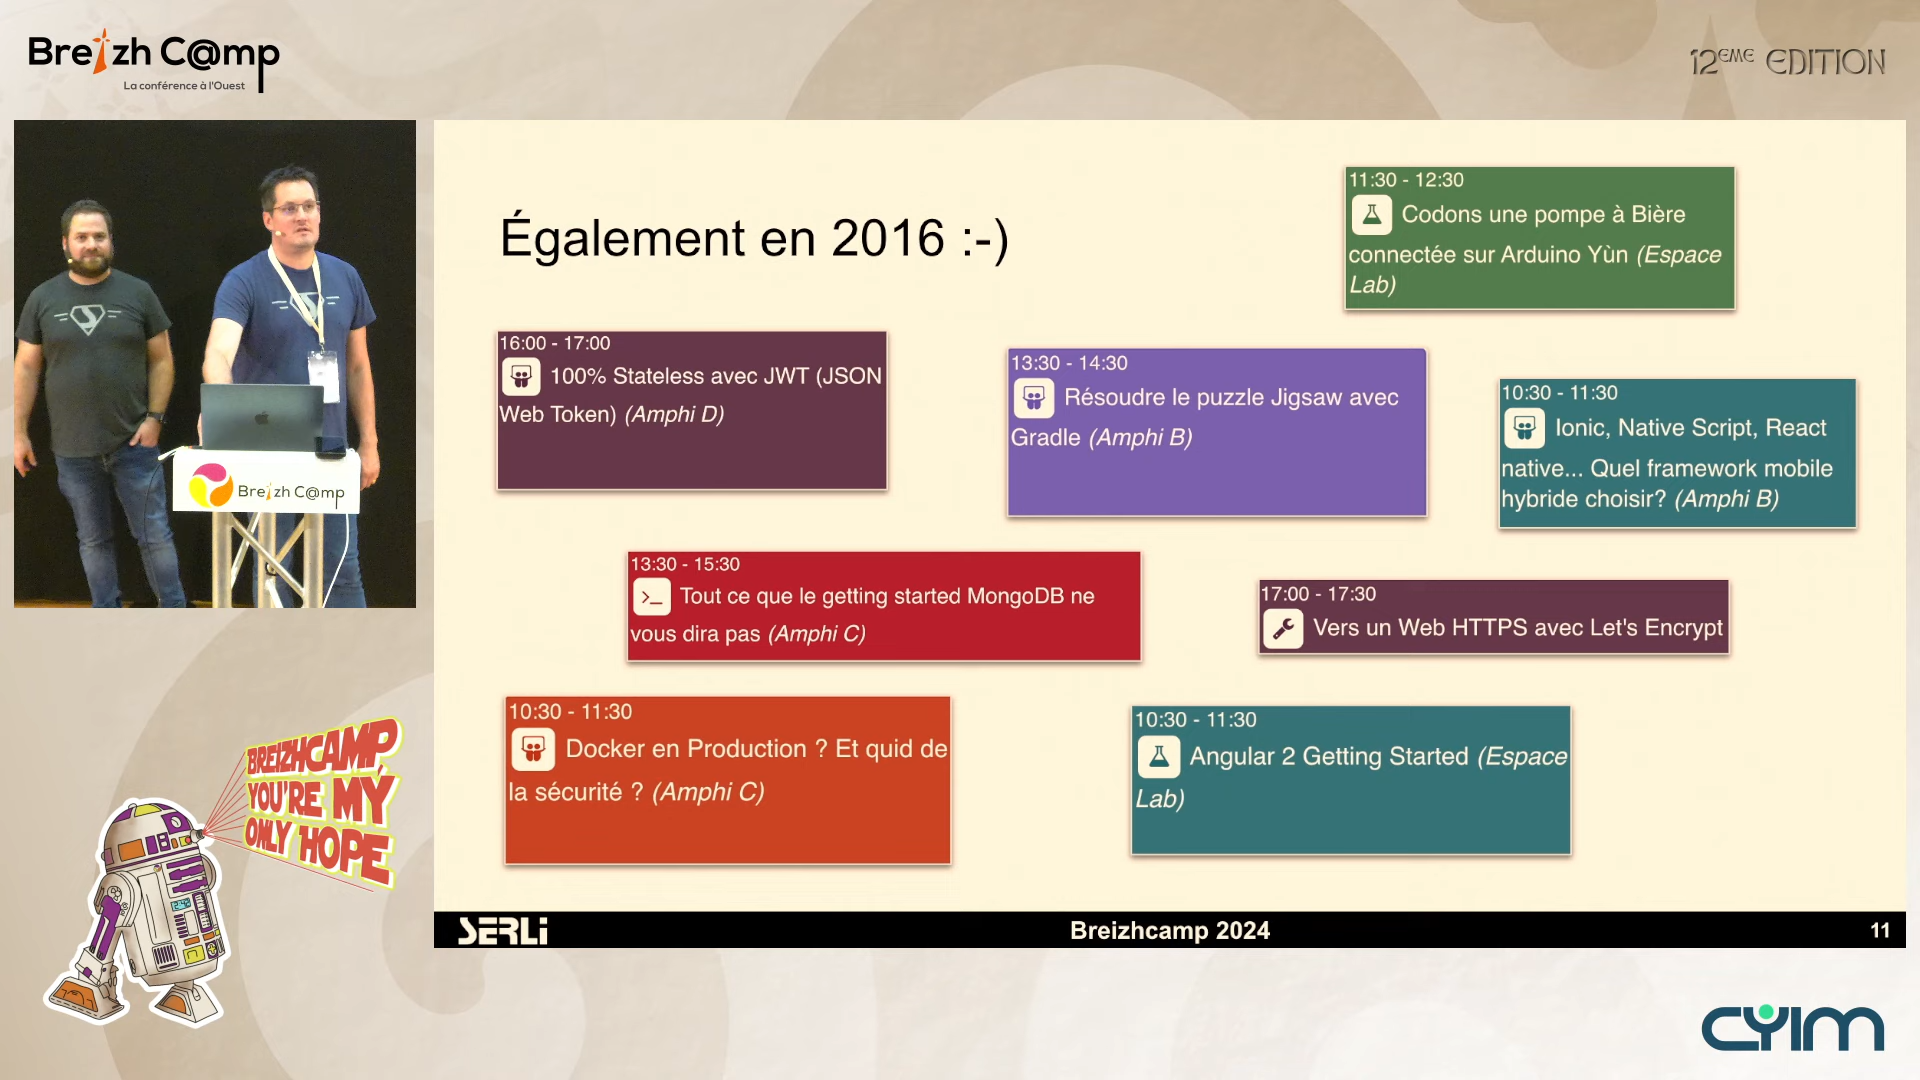 Breizh C@mp
La conférence à l'Ouest
12EME EDITION
Également en 2016 :-)
11:30 - 12:30
Codons une pompe à Bière
connectée sur Arduino Yùn (Espace
Lab)
16:00 - 17:00
100% Stateless avec JWT (JSON
Web Token) (Amphi D)
13:30 - 14:30
Résoudre le puzzle Jigsaw avec
Gradle (Amphi B)
10:30 - 11:30
Ionic, Native Script, React
native... Quel framework mobile
hybride choisir? (Amphi B)
13:30 - 15:30
Tout ce que le getting started MongoDB ne
vous dira pas (Amphi C)
17:00 - 17:30
Vers un Web HTTPS avec Let's Encrypt
10:30 - 11:30
Docker en Production ? Et quid de
la sécurité ? (Amphi C)
10:30 - 11:30
Angular 2 Getting Started (Espace
Lab)
SERLI
Breizhcamp 2024
11
Breizh C@mp
BREIZHCAMP,
YOU'RE MY
ONLY HOPE
CYIM